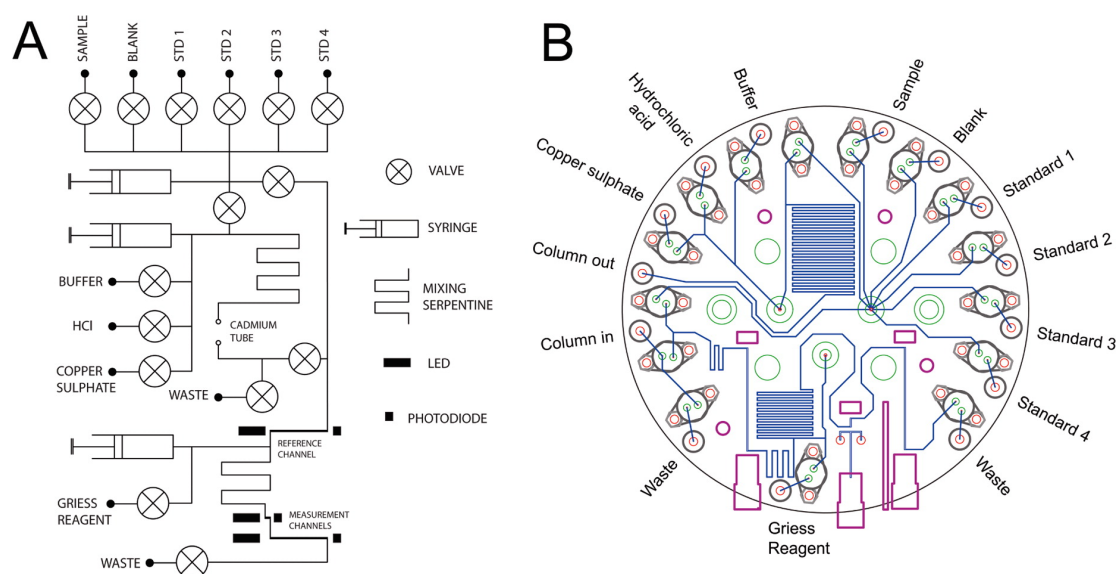 A
SAMPLE
BLANK
STD 1
STD 2
STD 3
STD 4
VALVE
SYRINGE
BUFFER
MIXING
SERPENTINE
HCl
CADMIUM
TUBE
LED
COPPER
SULPHATE
WASTE
PHOTODIODE
REFERENCE
CHANNEL
GRIESS
REAGENT
MEASUREMENT
CHANNELS
WASTE
B
Column in
Column out
Copper sulphate
Hydrochloric
acid
Buffer
Sample
Blank
Standard 1
Standard 2
Standard 3
Standard 4
Waste
Griess
Reagent
Waste